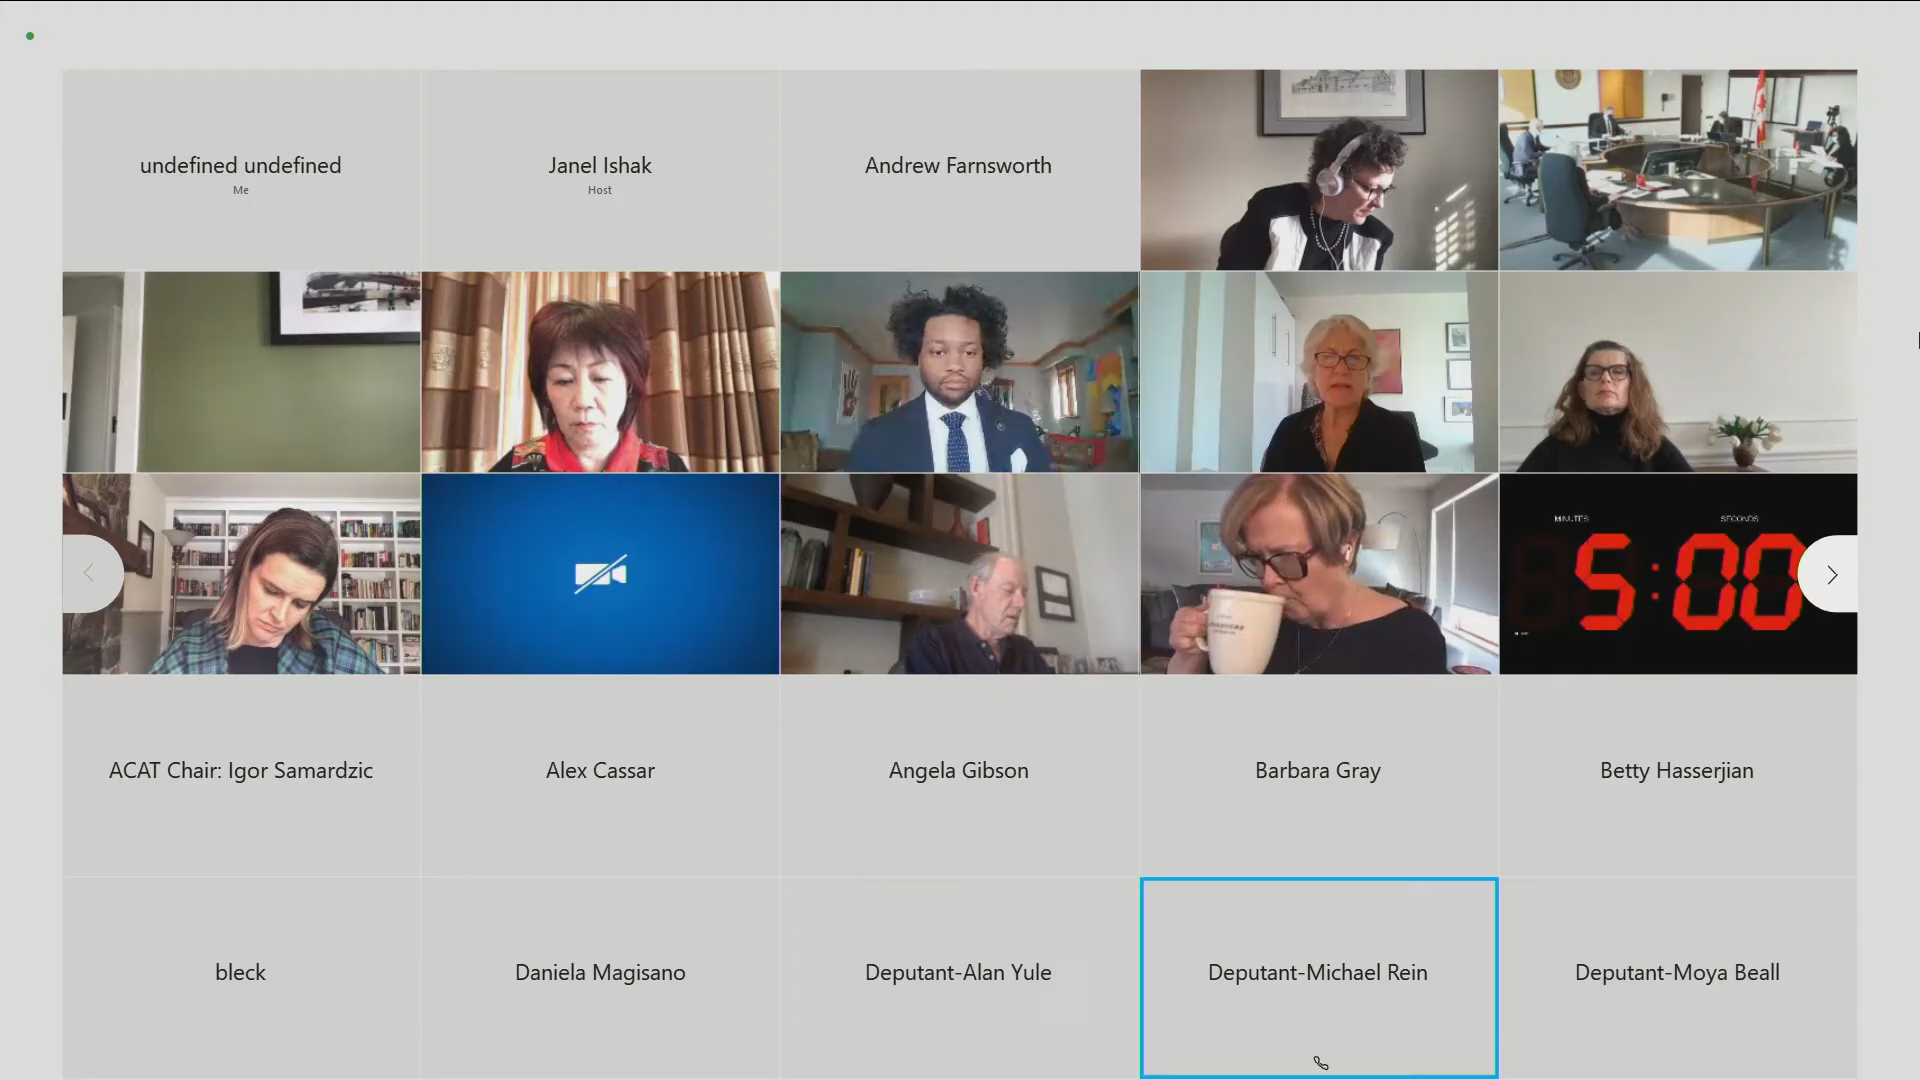 undefined undefined
Me
Janel Ishak
Host
Andrew Farnsworth
MINUTES
SECONDS
5:00
ACAT Chair: Igor Samardzic
Alex Cassar
Angela Gibson
Barbara Gray
Betty Hasserjian
bleck
Daniela Magisano
Deputant-Alan Yule
Deputant-Michael Rein
Deputant-Moya Beall